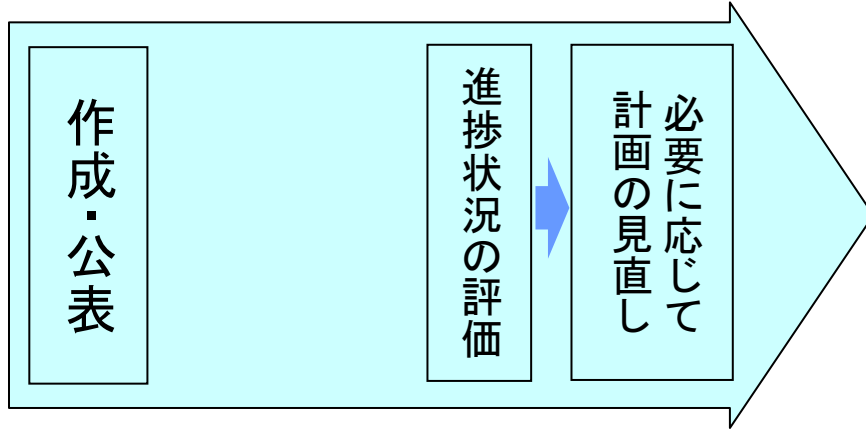 作成・公表
進捗状況の評価
必要に応じて
計画の見直し